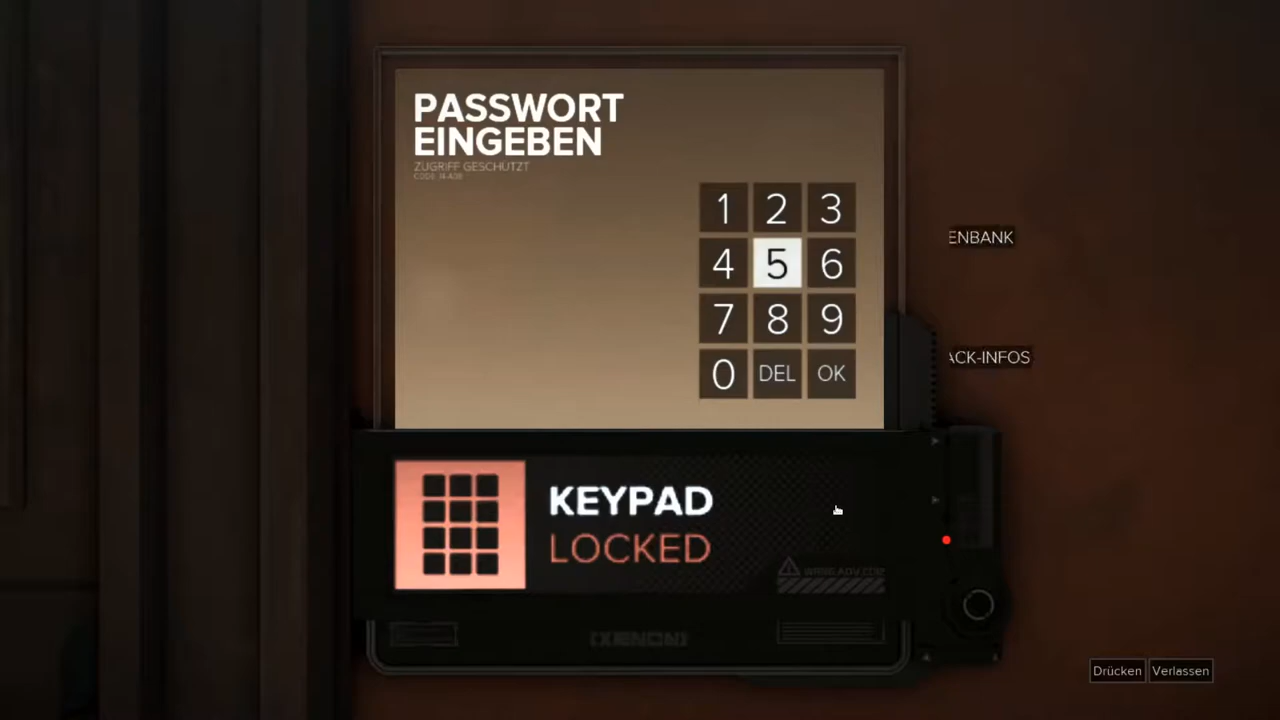 PASSWORT
EINGEBEN
ZUGRIFF GESCHÜTZT
1 2 3
4 5 6
7 8 9
0 DEL OK
ENBANK
ACK-INFOS
KEYPAD
LOCKED
Drücken Verlassen